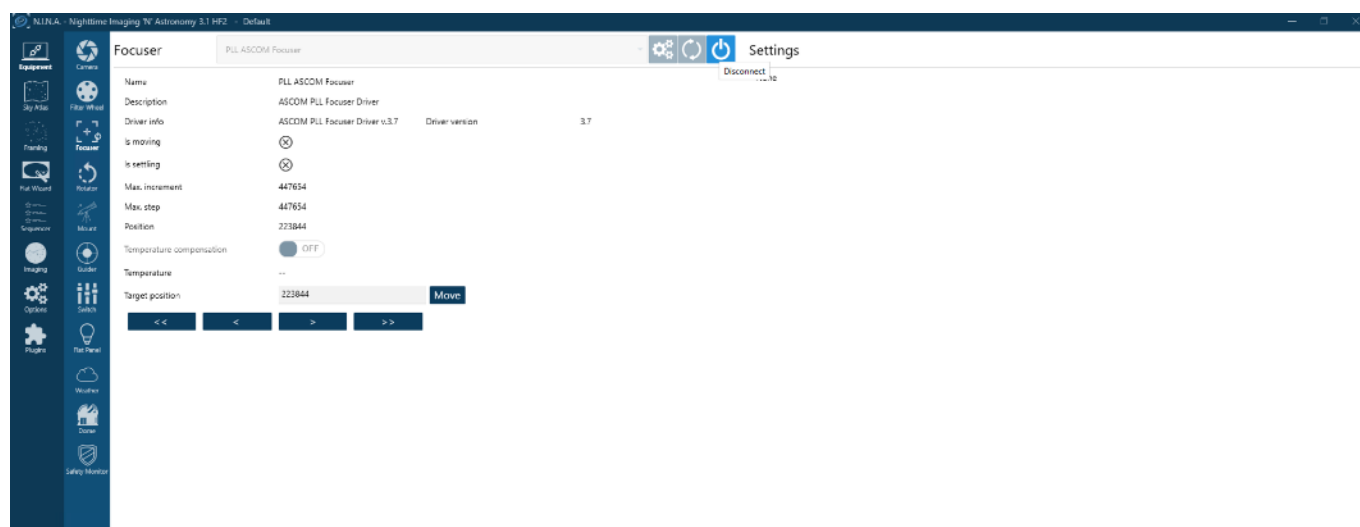 N.I.N.A. - Nighttime Imaging 'N' Astronomy 3.1 HF2 - Default
Equipment
Sky Atlas
Framing
Flat Wizard
Sequencer
Imaging
Options
Plugins
Camera
Filter Wheel
Focuser
Rotator
Mount
Guider
Switch
Flat Panel
Weather
Dome
Safety Monitor
Focuser
PLL ASCOM Focuser
Settings
Disconnect
Name PLL ASCOM Focuser
Description ASCOM PLL Focuser Driver
Driver info ASCOM PLL Focuser Driver v.3.7 Driver version 3.7
Is moving
Is settling
Max. increment 447654
Max. step 447654
Position 223844
Temperature compensation OFF
Temperature --
Target position 223844 Move
<< < > >>